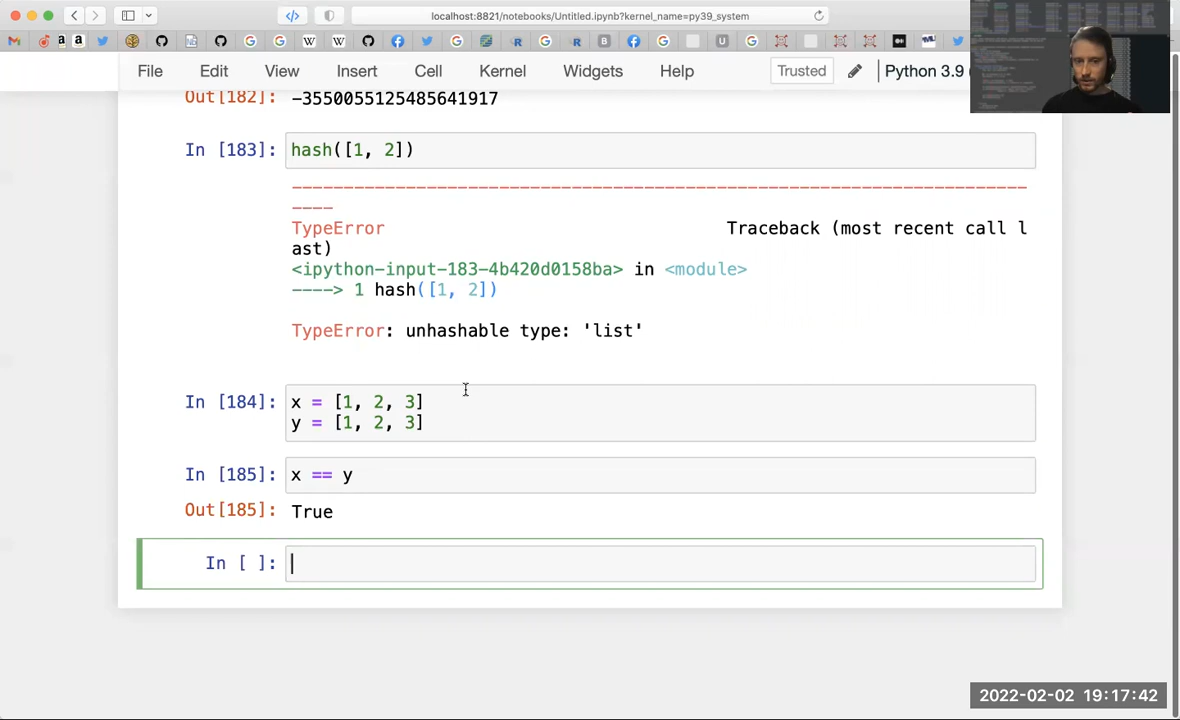 localhost:8821/notebooks/Untitled.ipynb?kernel_name=py39_system
File Edit View Insert Cell Kernel Widgets Help Trusted Python 3.9
Out[182]: -3550055125485641917
In [183]: hash([1, 2])
---------------------------------------------------------------------------
TypeError                                 Traceback (most recent call l
ast)
<ipython-input-183-4b420d0158ba> in <module>
----> 1 hash([1, 2])
TypeError: unhashable type: 'list'
In [184]: x = [1, 2, 3]
y = [1, 2, 3]
In [185]: x == y
Out[185]: True
In [ ]:
2022-02-02 19:17:42